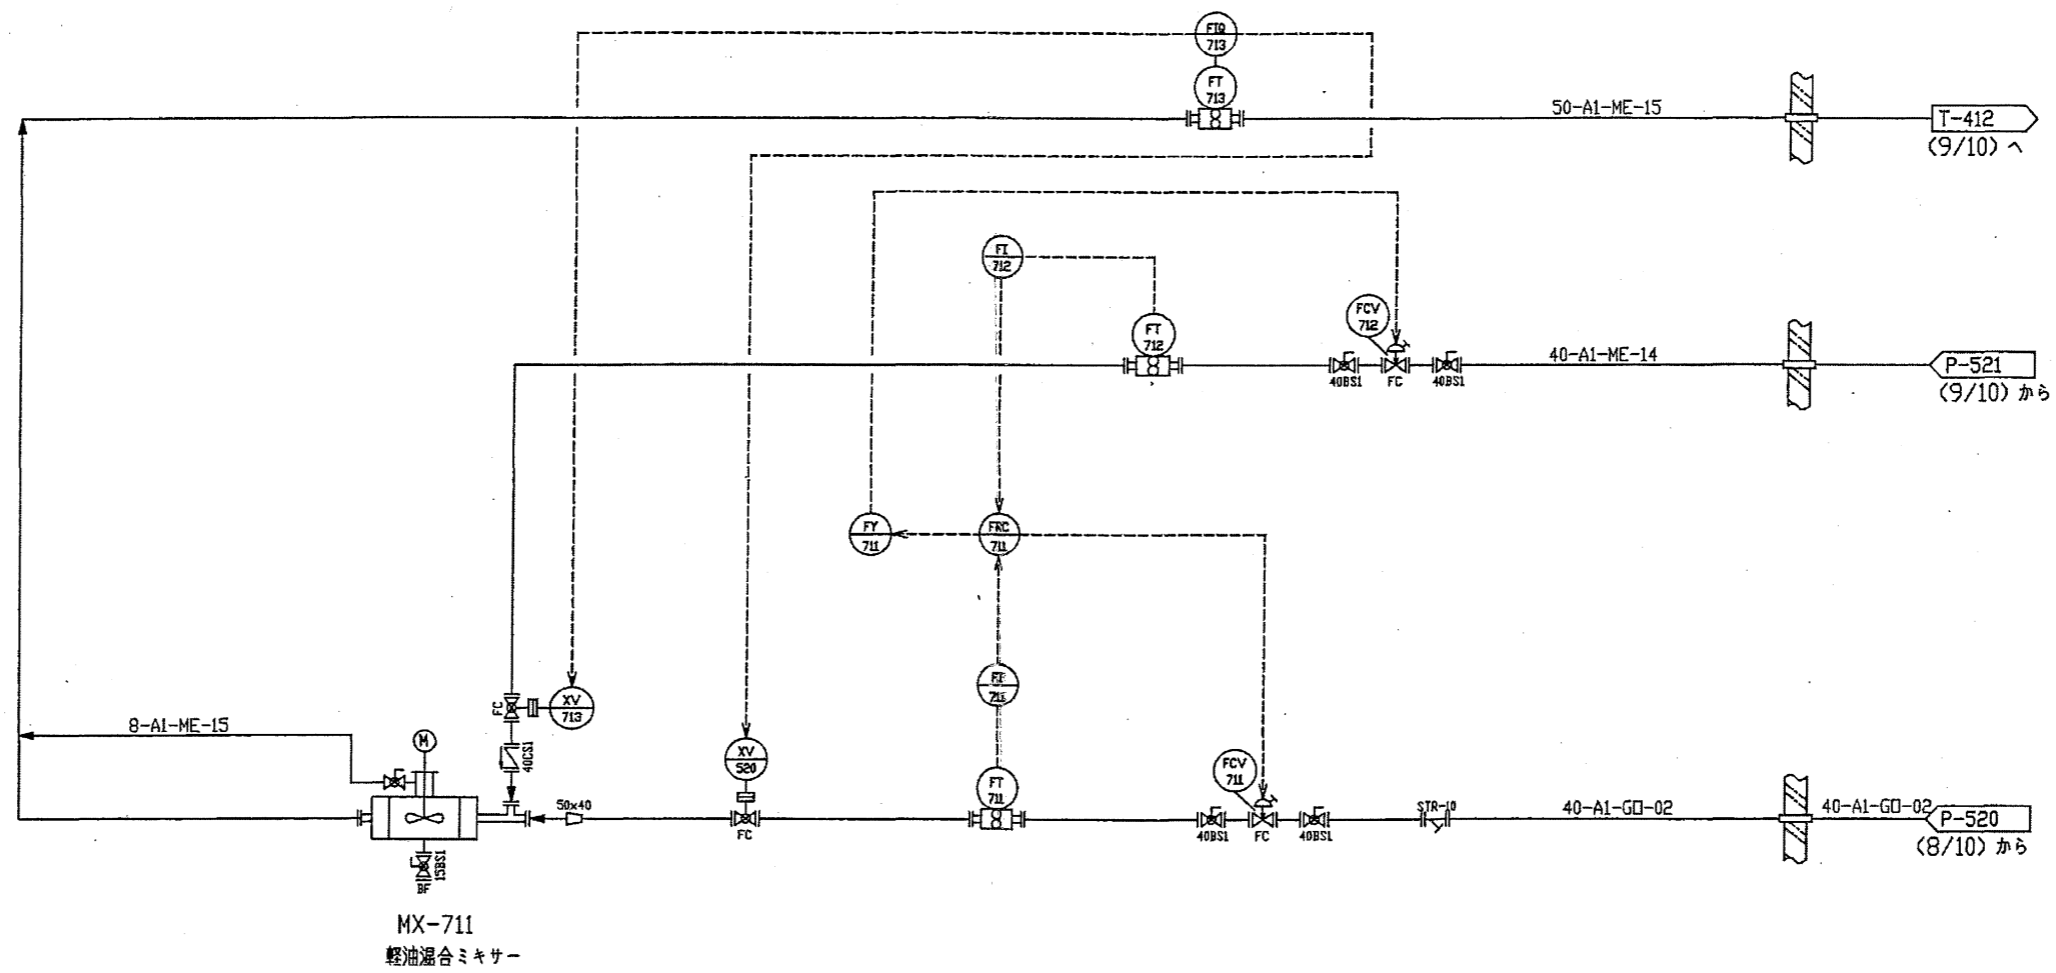 FIQ
713
FT
713
50-A1-ME-15
T-412
(9/10) へ
FI
712
FT
712
FCV
712
40BS1
FC
40BS1
40-A1-ME-14
P-521
(9/10) から
FY
711
FRC
711
FI
711
XV
713
FC
40CS1
8-A1-ME-15
M
XV
520
FC
FT
711
FCV
711
50x40
40BS1
FC
40BS1
STR-10
40-A1-GO-02
40-A1-GO-02
P-520
(8/10) から
15BS1
BF
MX-711
軽油混合ミキサー